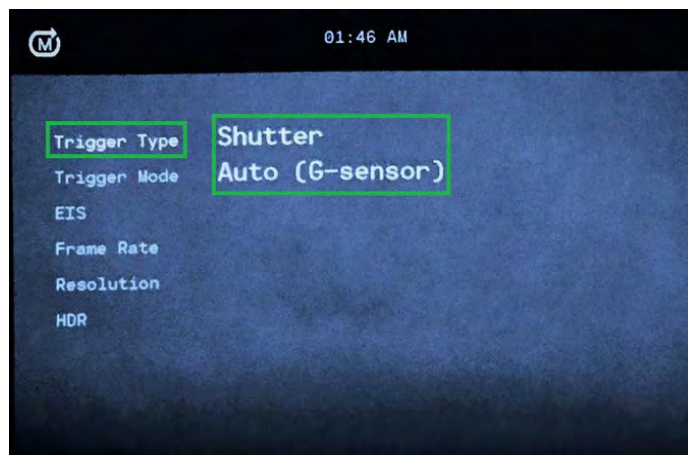 M
01:46 AM
Trigger Type
Shutter
Trigger Mode
Auto (G-sensor)
EIS
Frame Rate
Resolution
HDR